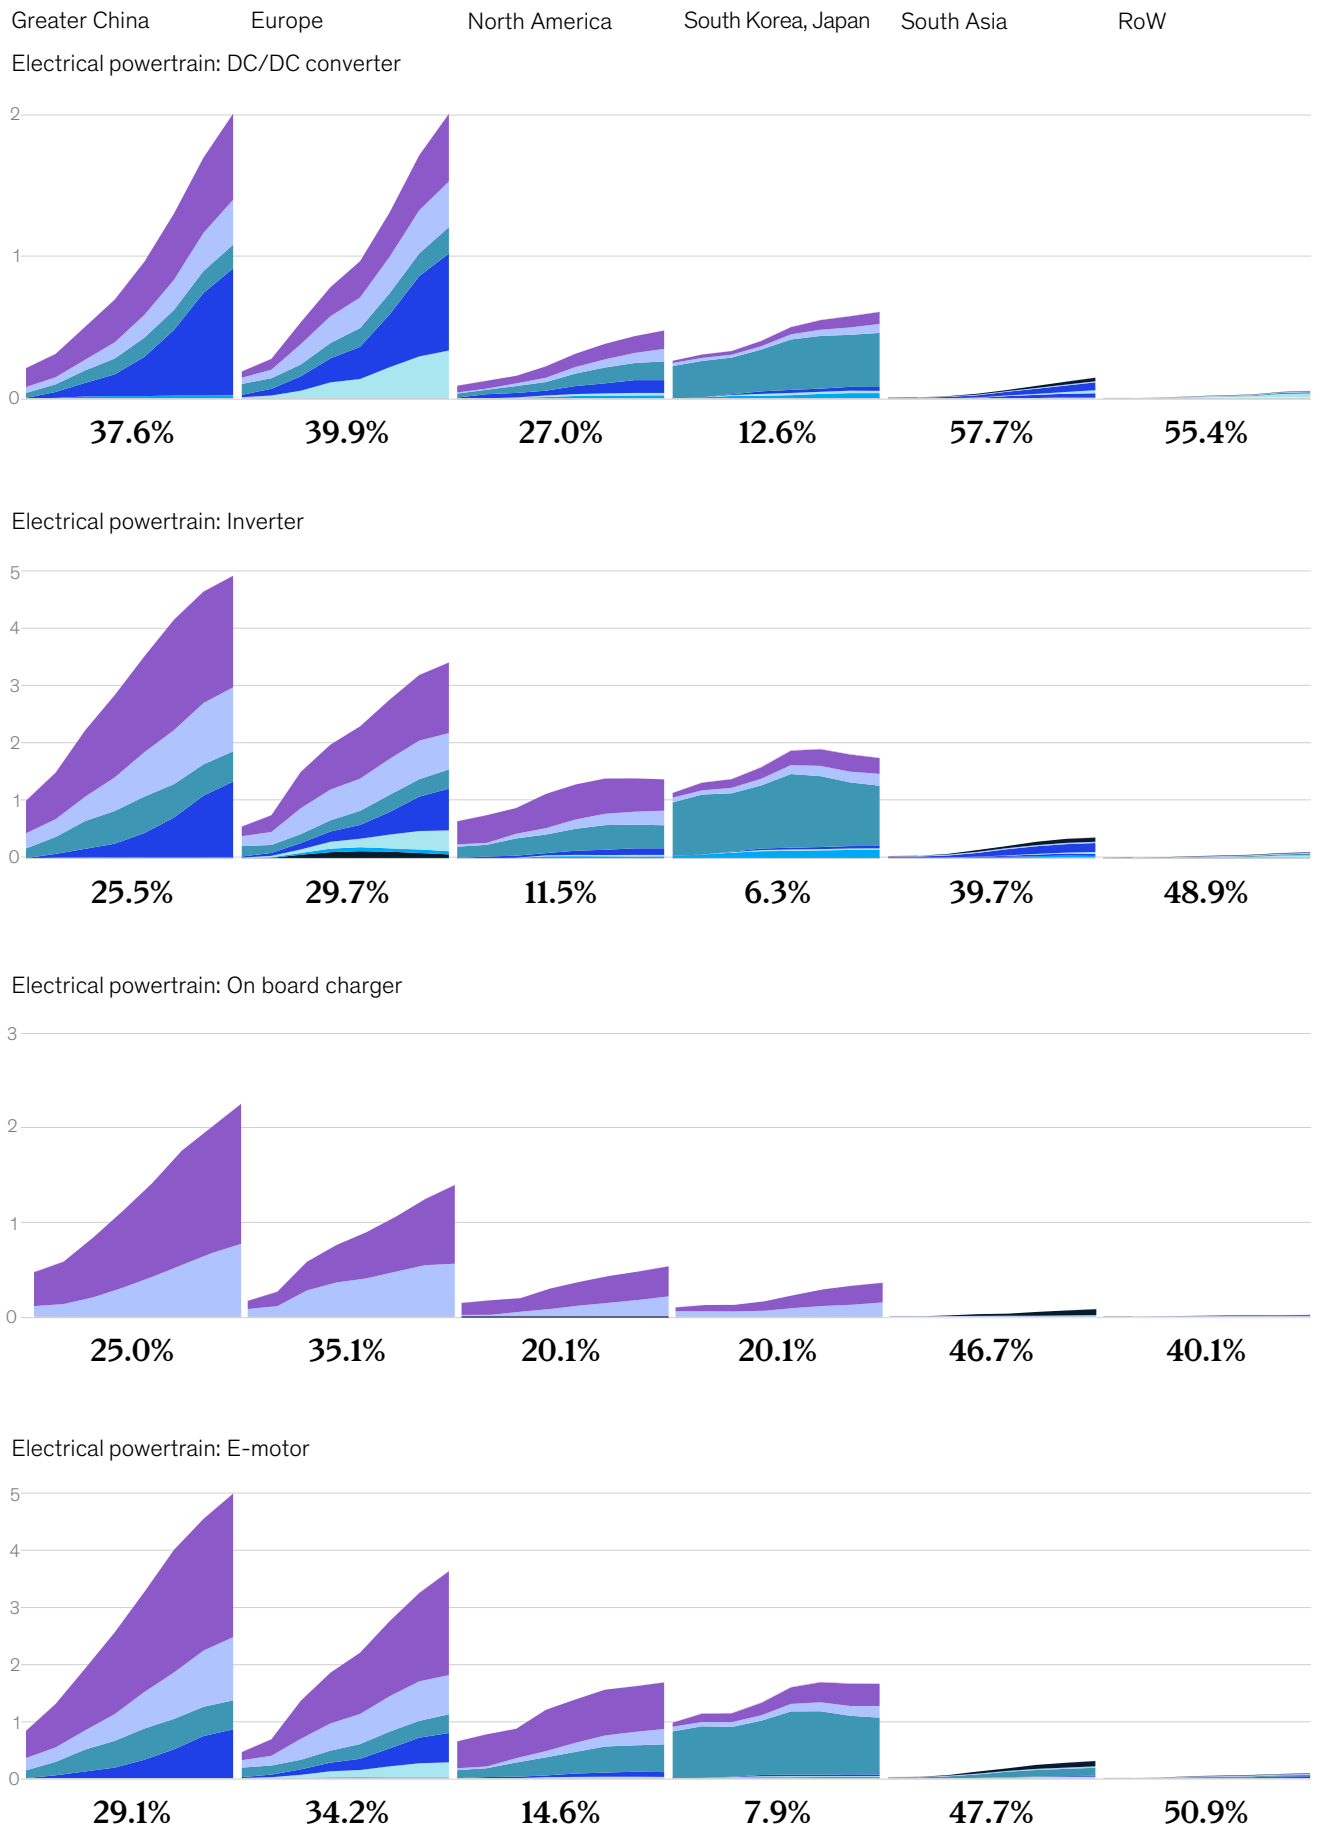 Greater China Europe North America South Korea, Japan South Asia RoW
Electrical powertrain: DC/DC converter
2
1
0
37.6% 39.9% 27.0% 12.6% 57.7% 55.4%
Electrical powertrain: Inverter
5
4
3
2
1
0
25.5% 29.7% 11.5% 6.3% 39.7% 48.9%
Electrical powertrain: On board charger
3
2
1
0
25.0% 35.1% 20.1% 20.1% 46.7% 40.1%
Electrical powertrain: E-motor
5
4
3
2
1
0
29.1% 34.2% 14.6% 7.9% 47.7% 50.9%